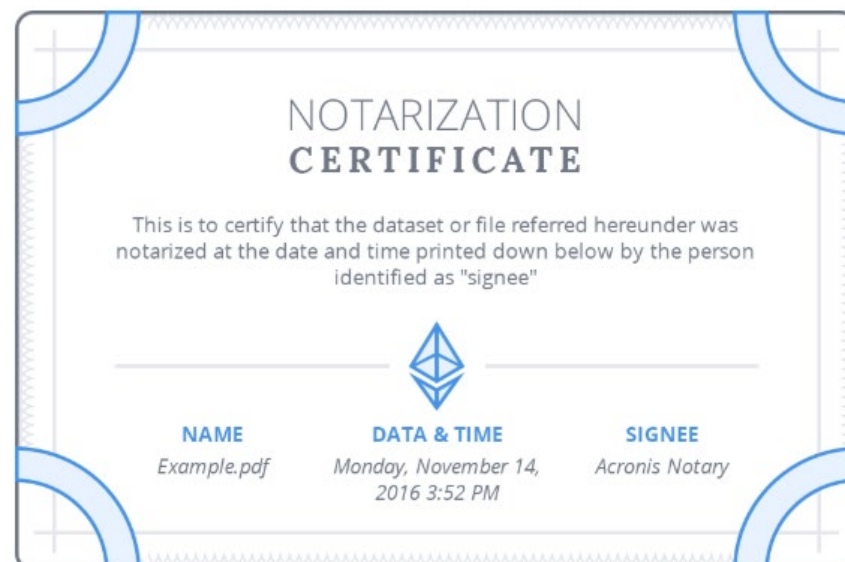 NOTARIZATION
CERTIFICATE
This is to certify that the dataset or file referred hereunder was
notarized at the date and time printed down below by the person
identified as "signee"
NAME
DATA & TIME
SIGNEE
Example.pdf
Monday, November 14,
2016 3:52 PM
Acronis Notary